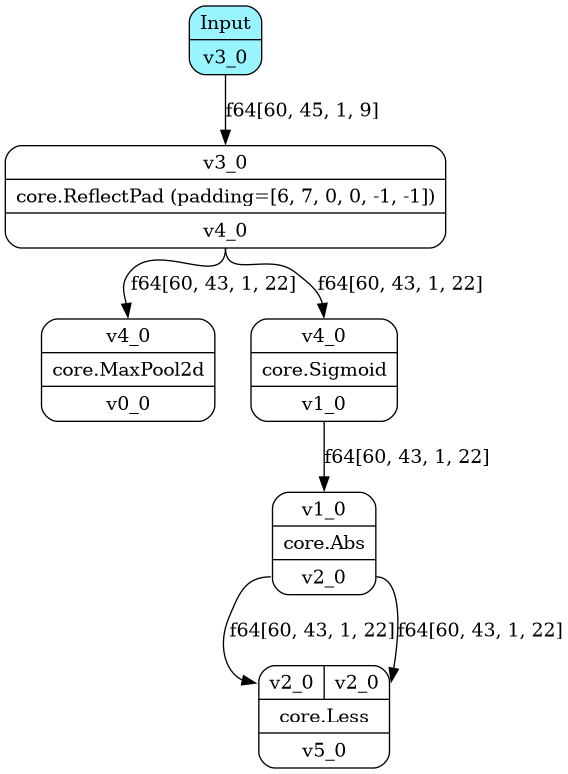 Input
v3_0
f64[60, 45, 1, 9]
v3_0
core.ReflectPad (padding=[6, 7, 0, 0, -1, -1])
v4_0
f64[60, 43, 1, 22]
f64[60, 43, 1, 22]
v4_0
core.MaxPool2d
v0_0
v4_0
core.Sigmoid
v1_0
f64[60, 43, 1, 22]
v1_0
core.Abs
v2_0
f64[60, 43, 1, 22]
f64[60, 43, 1, 22]
v2_0
v2_0
core.Less
v5_0